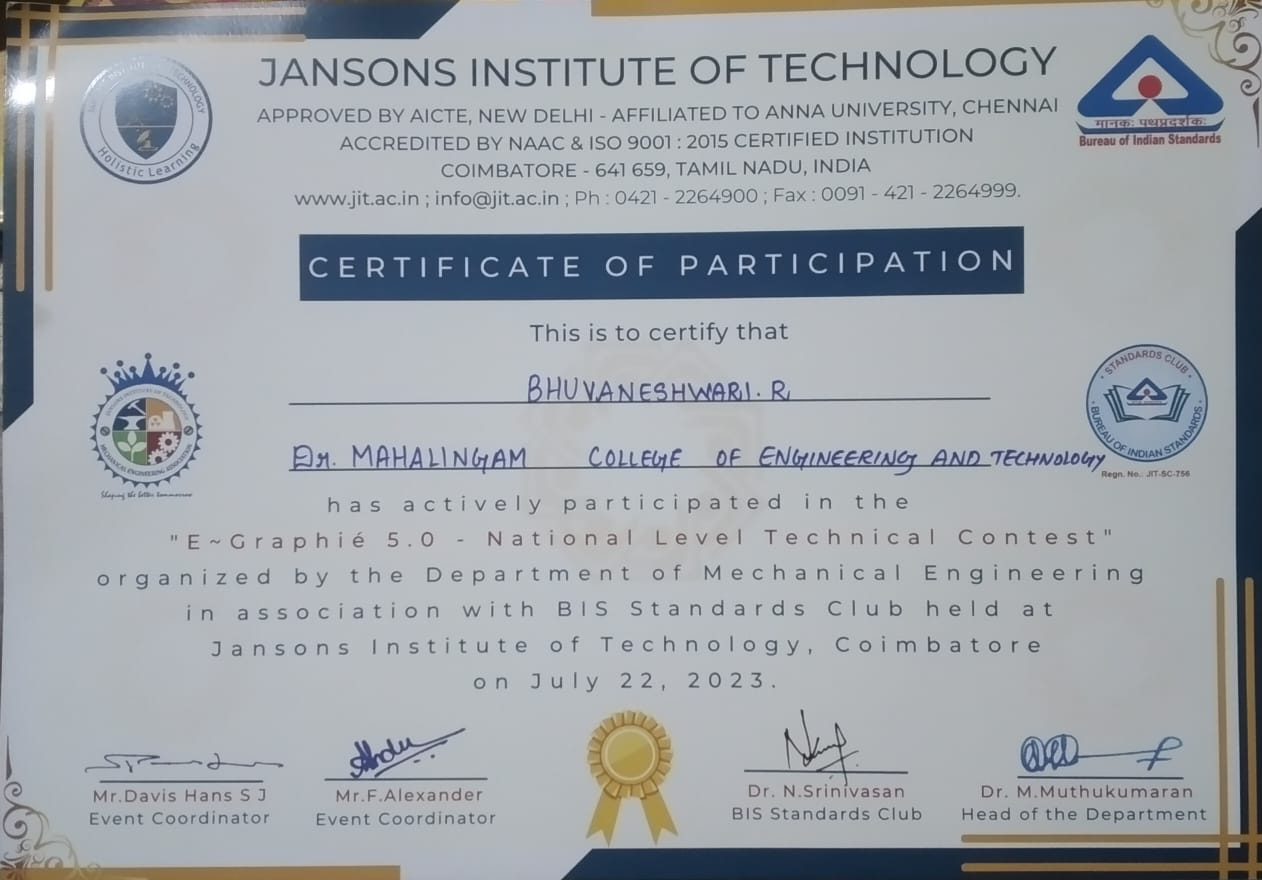 JANSONS INSTITUTE OF TECHNOLOGY
APPROVED BY AICTE, NEW DELHI - AFFILIATED TO ANNA UNIVERSITY, CHENNAI
ACCREDITED BY NAAC & ISO 9001 : 2015 CERTIFIED INSTITUTION
COIMBATORE - 641 659, TAMIL NADU, INDIA
www.jit.ac.in ; info@jit.ac.in ; Ph : 0421 - 2264900 ; Fax : 0091 - 421 - 2264999.
Holistic Learning
मानकः पथप्रदर्शकः
Bureau of Indian Standards
CERTIFICATE OF PARTICIPATION
This is to certify that
BHUVANESHWARI. R
Dr. MAHALINGAM COLLEGE OF ENGINEERING AND TECHNOLOGY
JANSONS INSTITUTE OF TECHNOLOGY
MECHANICAL ENGINEERING ASSOCIATION
Shaping the better tommorrow
STANDARDS CLUB
BUREAU OF INDIAN STANDARDS
Regn. No.: JIT-SC-756
has actively participated in the
"E~Graphié 5.0 - National Level Technical Contest"
organized by the Department of Mechanical Engineering
in association with BIS Standards Club held at
Jansons Institute of Technology, Coimbatore
on July 22, 2023.
Mr.Davis Hans S J
Event Coordinator
Mr.F.Alexander
Event Coordinator
Dr. N.Srinivasan
BIS Standards Club
Dr. M.Muthukumaran
Head of the Department